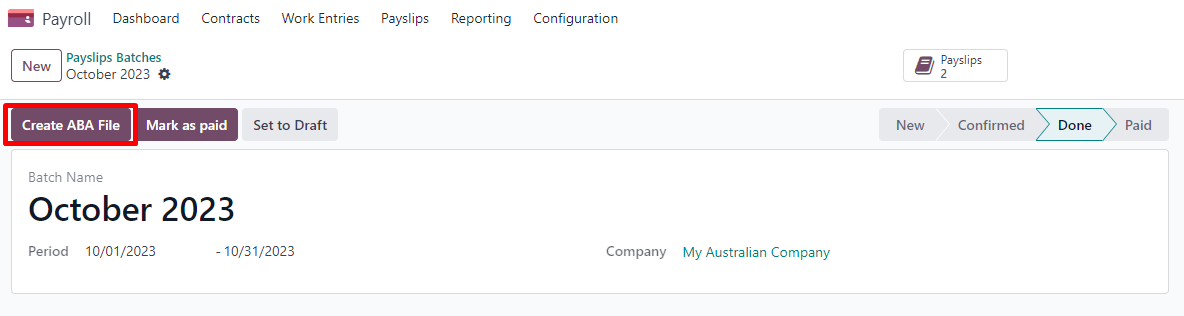 Payroll Dashboard Contracts Work Entries Payslips Reporting Configuration
New Payslips Batches Payslips
October 2023 2
Create ABA File Mark as paid Set to Draft New Confirmed Done Paid
Batch Name
October 2023
Period 10/01/2023 - 10/31/2023 Company My Australian Company